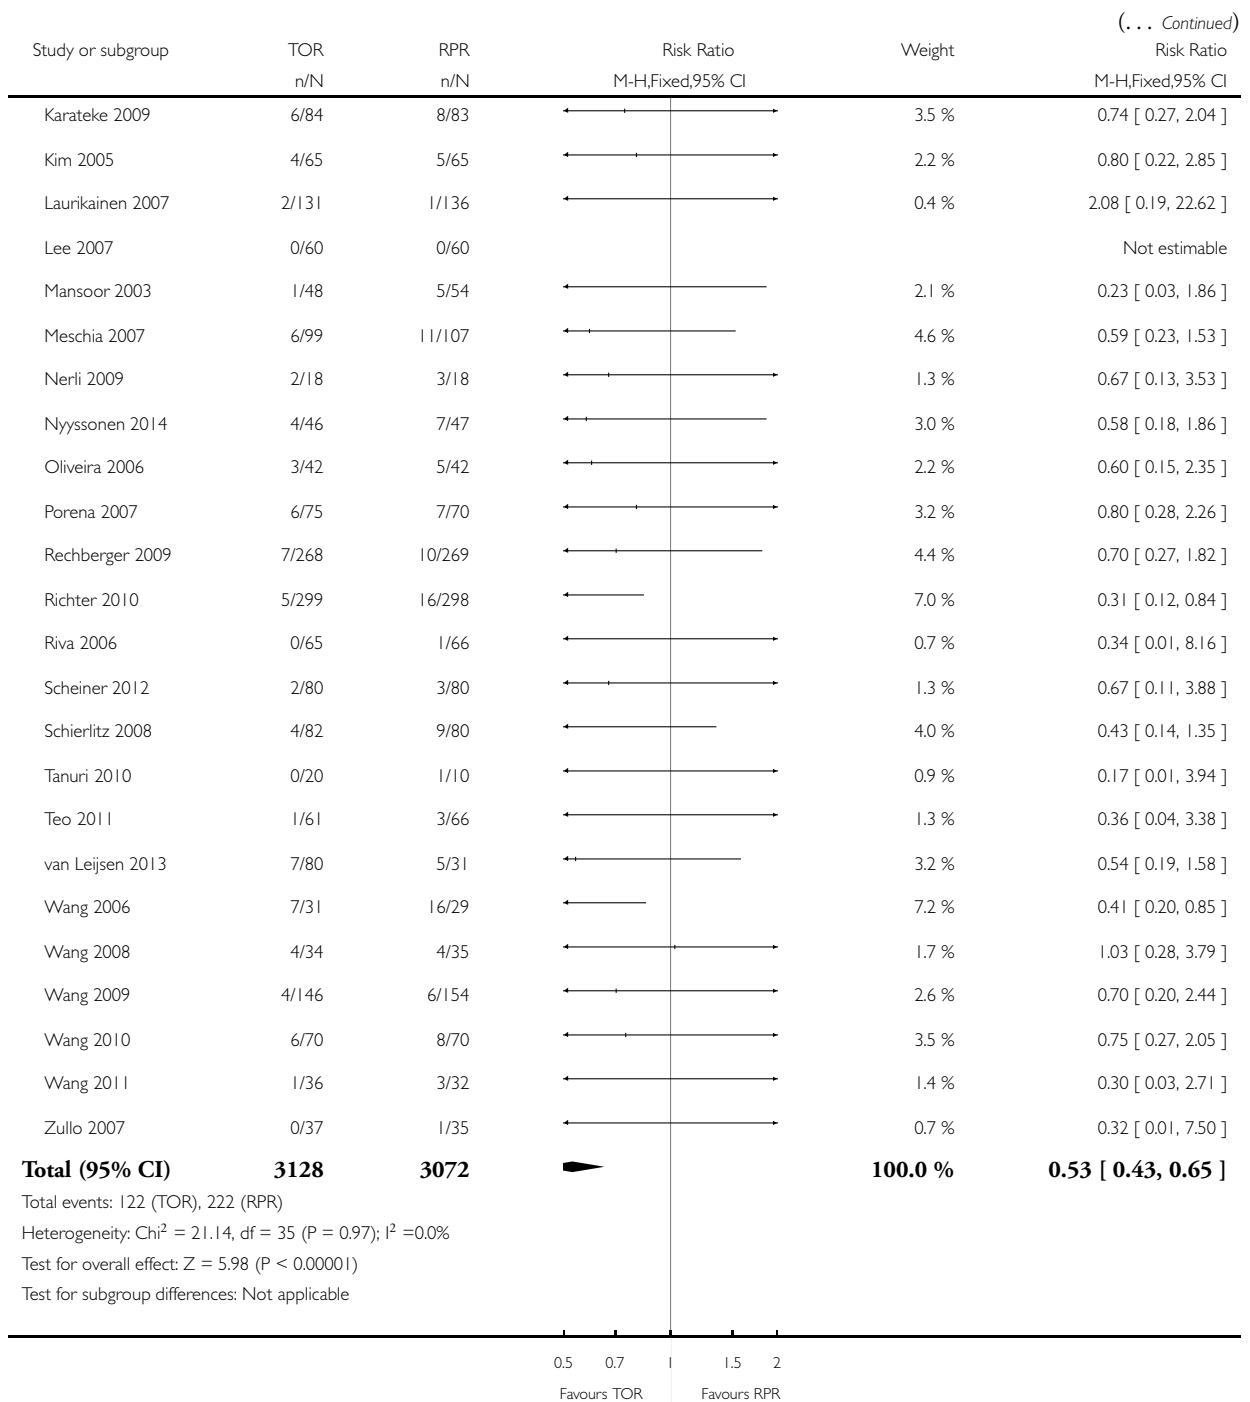 (... Continued)
Study or subgroup TOR RPR Risk Ratio Weight Risk Ratio
n/N n/N M-H,Fixed,95% CI M-H,Fixed,95% CI
Karateke 2009 6/84 8/83 3.5 % 0.74 [ 0.27, 2.04 ]
Kim 2005 4/65 5/65 2.2 % 0.80 [ 0.22, 2.85 ]
Laurikainen 2007 2/131 1/136 0.4 % 2.08 [ 0.19, 22.62 ]
Lee 2007 0/60 0/60 Not estimable
Mansoor 2003 1/48 5/54 2.1 % 0.23 [ 0.03, 1.86 ]
Meschia 2007 6/99 11/107 4.6 % 0.59 [ 0.23, 1.53 ]
Nerli 2009 2/18 3/18 1.3 % 0.67 [ 0.13, 3.53 ]
Nyyssonen 2014 4/46 7/47 3.0 % 0.58 [ 0.18, 1.86 ]
Oliveira 2006 3/42 5/42 2.2 % 0.60 [ 0.15, 2.35 ]
Porena 2007 6/75 7/70 3.2 % 0.80 [ 0.28, 2.26 ]
Rechberger 2009 7/268 10/269 4.4 % 0.70 [ 0.27, 1.82 ]
Richter 2010 5/299 16/298 7.0 % 0.31 [ 0.12, 0.84 ]
Riva 2006 0/65 1/66 0.7 % 0.34 [ 0.01, 8.16 ]
Scheiner 2012 2/80 3/80 1.3 % 0.67 [ 0.11, 3.88 ]
Schierlitz 2008 4/82 9/80 4.0 % 0.43 [ 0.14, 1.35 ]
Tanuri 2010 0/20 1/10 0.9 % 0.17 [ 0.01, 3.94 ]
Teo 2011 1/61 3/66 1.3 % 0.36 [ 0.04, 3.38 ]
van Leijsen 2013 7/80 5/31 3.2 % 0.54 [ 0.19, 1.58 ]
Wang 2006 7/31 16/29 7.2 % 0.41 [ 0.20, 0.85 ]
Wang 2008 4/34 4/35 1.7 % 1.03 [ 0.28, 3.79 ]
Wang 2009 4/146 6/154 2.6 % 0.70 [ 0.20, 2.44 ]
Wang 2010 6/70 8/70 3.5 % 0.75 [ 0.27, 2.05 ]
Wang 2011 1/36 3/32 1.4 % 0.30 [ 0.03, 2.71 ]
Zullo 2007 0/37 1/35 0.7 % 0.32 [ 0.01, 7.50 ]
Total (95% CI) 3128 3072 100.0 % 0.53 [ 0.43, 0.65 ]
Total events: 122 (TOR), 222 (RPR)
Heterogeneity: Chi² = 21.14, df = 35 (P = 0.97); I² =0.0%
Test for overall effect: Z = 5.98 (P < 0.00001)
Test for subgroup differences: Not applicable
0.5 0.7 1 1.5 2
Favours TOR Favours RPR